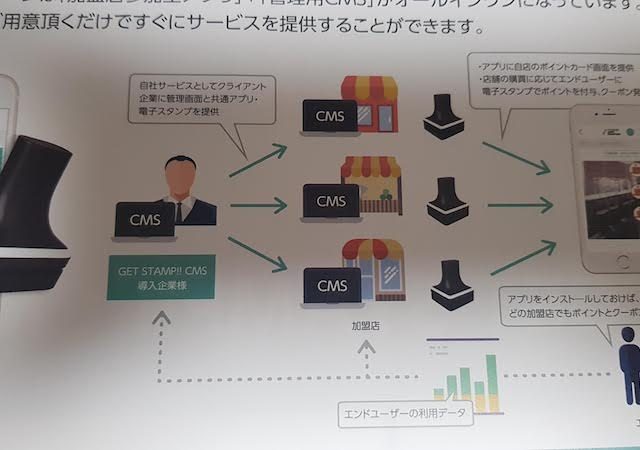 「加盟店参加型アプリ」+「管理用CMS」がオールインワンになっています。
用意頂くだけですぐにサービスを提供することができます。
自社サービスとしてクライアント
企業に管理画面と共通アプリ・
電子スタンプを提供
・アプリに自店のポイントカード画面を提供
・店舗の購買に応じてエンドユーザーに
電子スタンプでポイントを付与、クーポン発
CMS
CMS
CMS
CMS
GET STAMP!! CMS
導入企業様
加盟店
アプリをインストールしておけば、
どの加盟店でもポイントとクーポ
エンドユーザーの利用データ